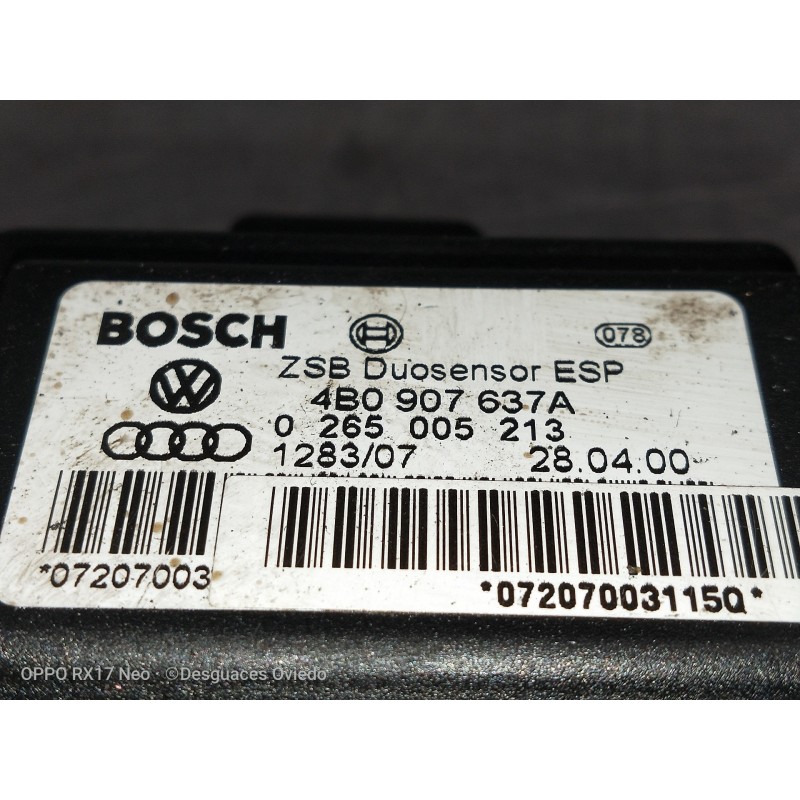 BOSCH
078
ZSB Duosensor ESP
4B0 907 637A
0 265 005 213
1283/07 28.04.00
*07207003
*07207003115Q*
OPPO RX17 Neo · ©Desguaces Oviedo